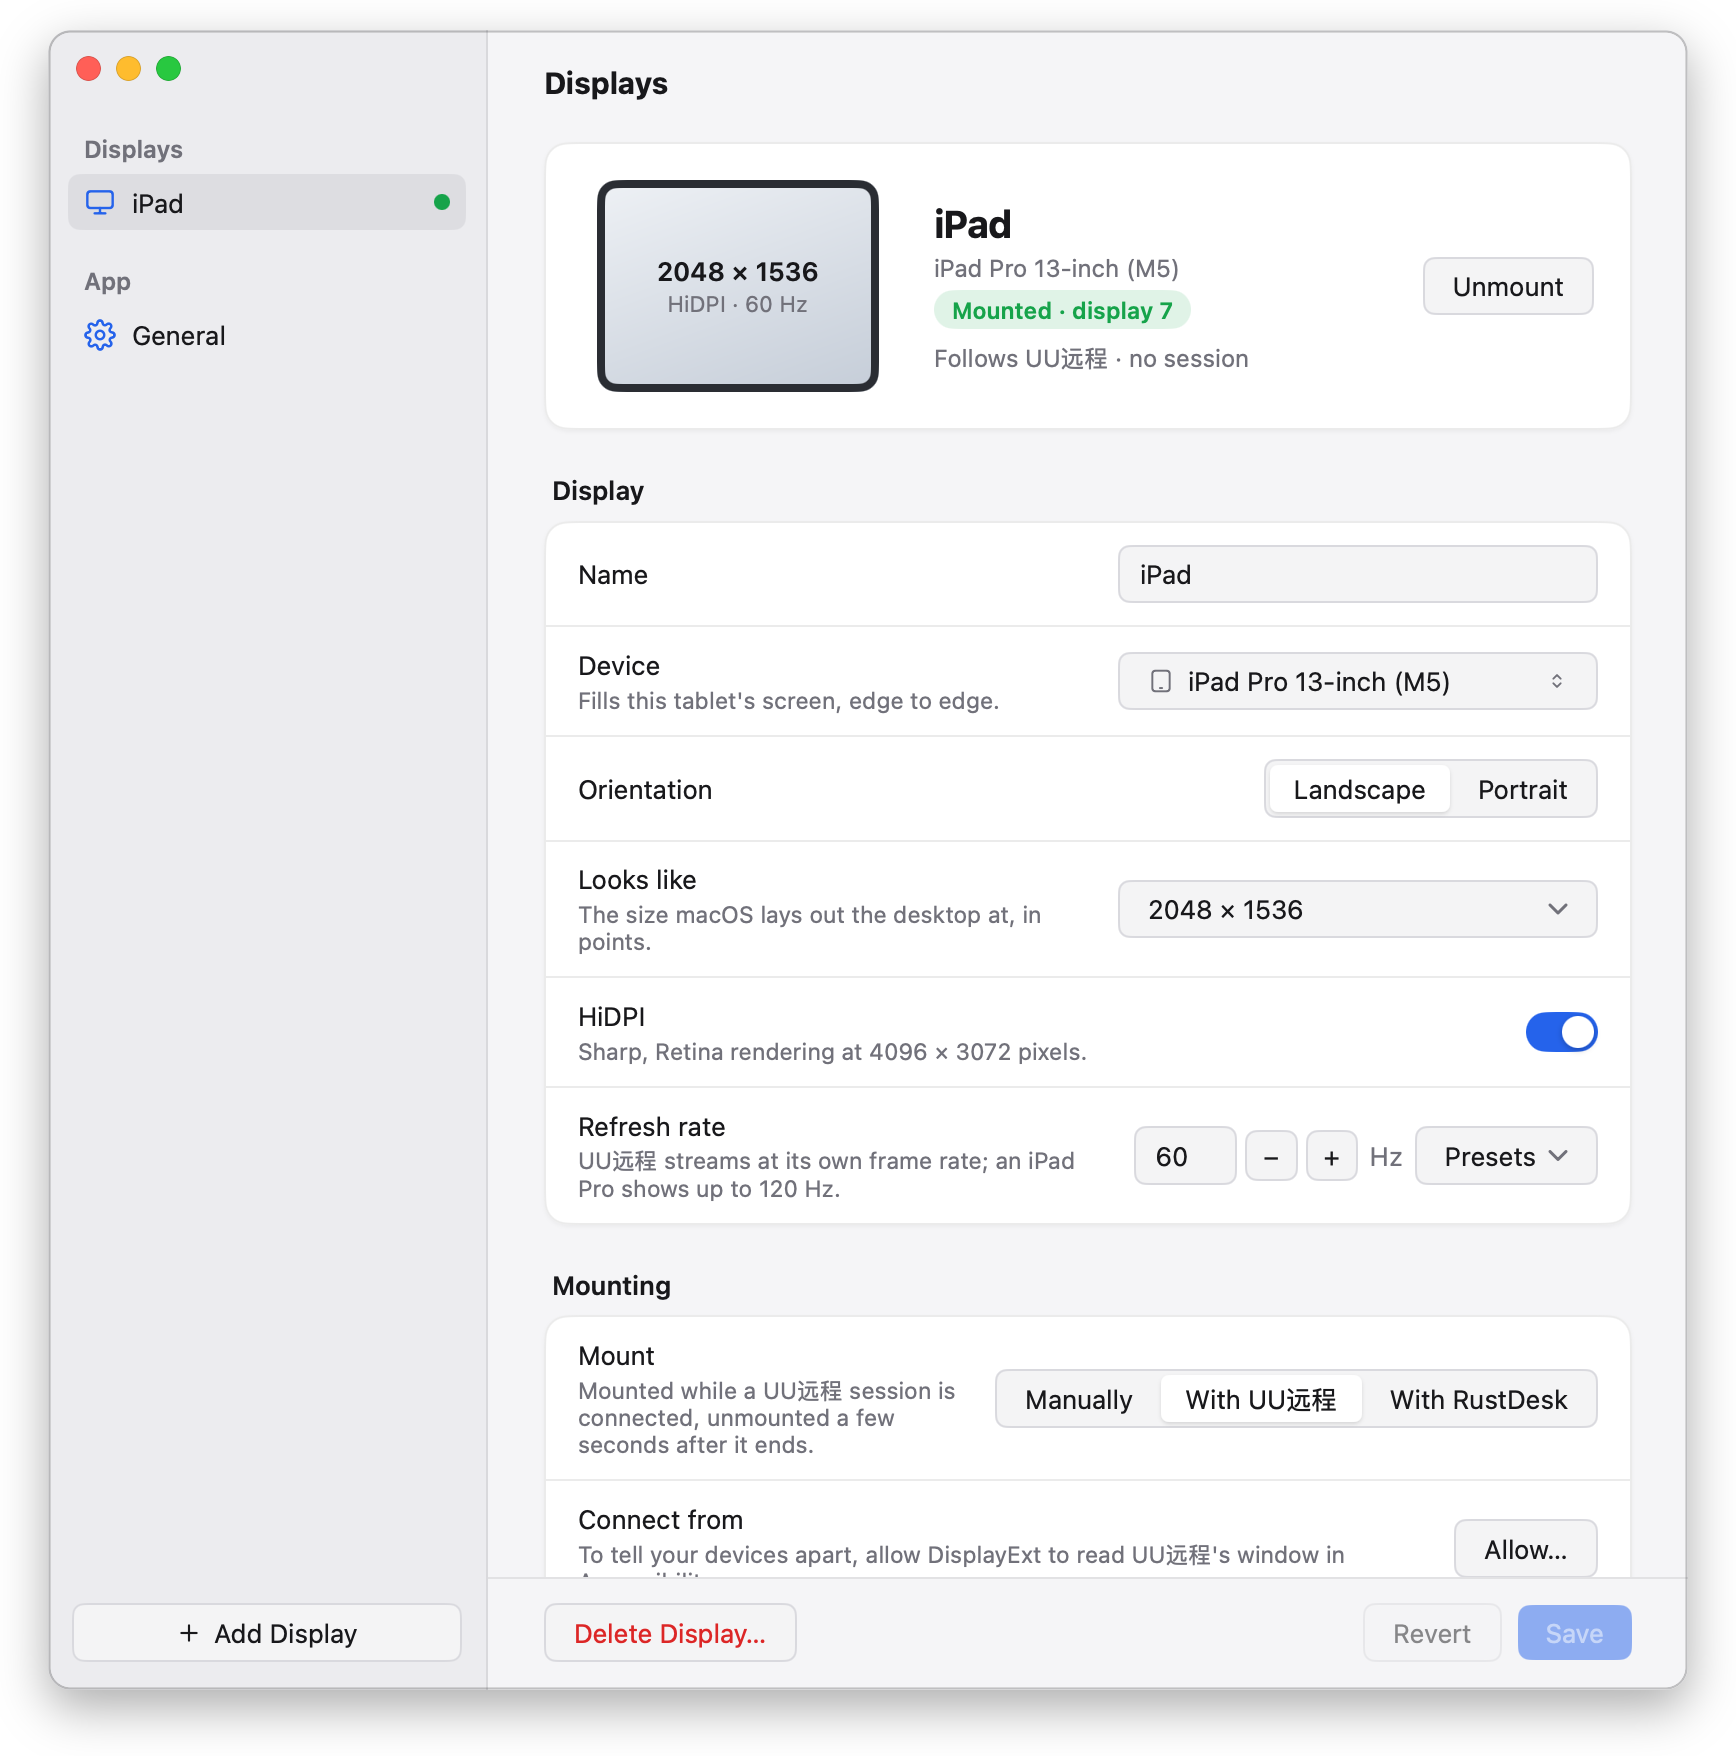 Displays
iPad
App
General
+ Add Display
Displays
2048 × 1536
HiDPI · 60 Hz
iPad
iPad Pro 13-inch (M5)
Mounted · display 7
Follows UU远程 · no session
Unmount
Display
Name
iPad
Device
Fills this tablet's screen, edge to edge.
iPad Pro 13-inch (M5)
Orientation
Landscape
Portrait
Looks like
The size macOS lays out the desktop at, in
points.
2048 × 1536
HiDPI
Sharp, Retina rendering at 4096 × 3072 pixels.
Refresh rate
UU远程 streams at its own frame rate; an iPad
Pro shows up to 120 Hz.
60
−
+
Hz
Presets
Mounting
Mount
Mounted while a UU远程 session is
connected, unmounted a few
seconds after it ends.
Manually
With UU远程
With RustDesk
Connect from
To tell your devices apart, allow DisplayExt to read UU远程's window in
Allow...
Delete Display...
Revert
Save